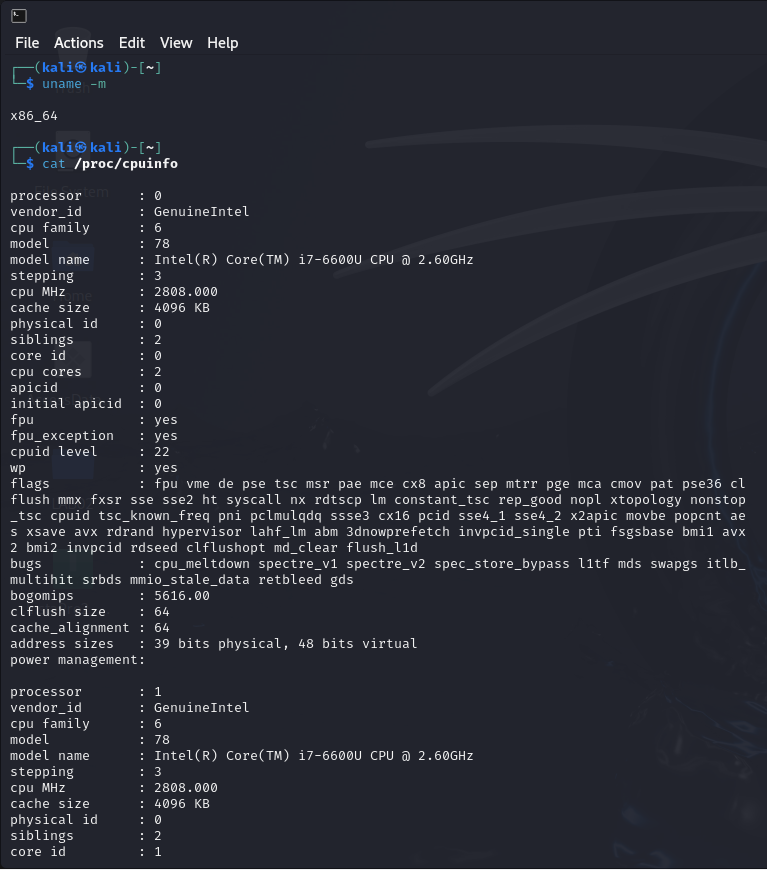 File Actions Edit View Help
┌──(kali㉿kali)-[~]
└─$ uname -m
x86_64
┌──(kali㉿kali)-[~]
└─$ cat /proc/cpuinfo
processor : 0
vendor_id : GenuineIntel
cpu family : 6
model : 78
model name : Intel(R) Core(TM) i7-6600U CPU @ 2.60GHz
stepping : 3
cpu MHz : 2808.000
cache size : 4096 KB
physical id : 0
siblings : 2
core id : 0
cpu cores : 2
apicid : 0
initial apicid : 0
fpu : yes
fpu_exception : yes
cpuid level : 22
wp : yes
flags : fpu vme de pse tsc msr pae mce cx8 apic sep mtrr pge mca cmov pat pse36 cl
flush mmx fxsr sse sse2 ht syscall nx rdtscp lm constant_tsc rep_good nopl xtopology nonstop
_tsc cpuid tsc_known_freq pni pclmulqdq ssse3 cx16 pcid sse4_1 sse4_2 x2apic movbe popcnt ae
s xsave avx rdrand hypervisor lahf_lm abm 3dnowprefetch invpcid_single pti fsgsbase bmi1 avx
2 bmi2 invpcid rdseed clflushopt md_clear flush_l1d
bugs : cpu_meltdown spectre_v1 spectre_v2 spec_store_bypass l1tf mds swapgs itlb_
multihit srbds mmio_stale_data retbleed gds
bogomips : 5616.00
clflush size : 64
cache_alignment : 64
address sizes : 39 bits physical, 48 bits virtual
power management:
processor : 1
vendor_id : GenuineIntel
cpu family : 6
model : 78
model name : Intel(R) Core(TM) i7-6600U CPU @ 2.60GHz
stepping : 3
cpu MHz : 2808.000
cache size : 4096 KB
physical id : 0
siblings : 2
core id : 1